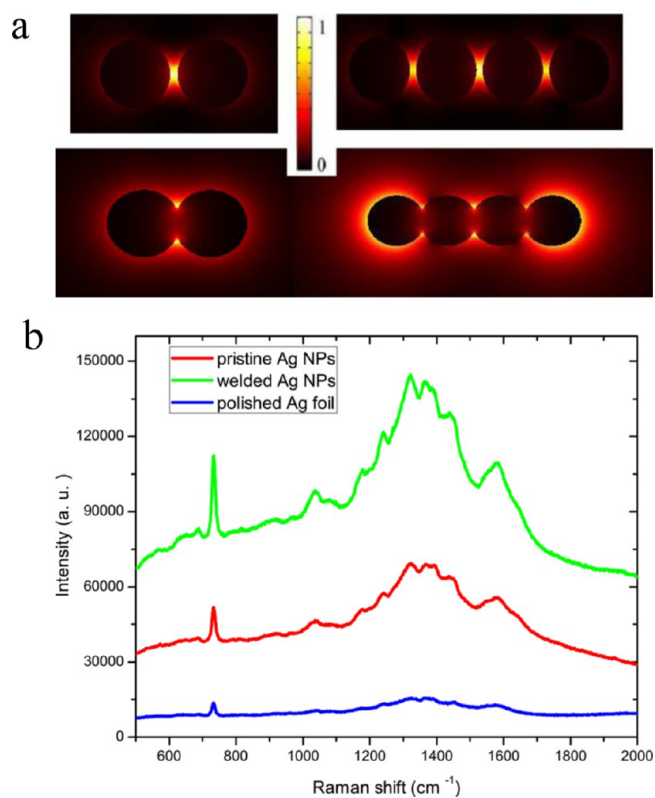 a
1
0
b
pristine Ag NPs
welded Ag NPs
polished Ag foil
150000
120000
90000
60000
30000
0
Intensity (a. u. )
600 800 1000 1200 1400 1600 1800 2000
Raman shift (cm -1)